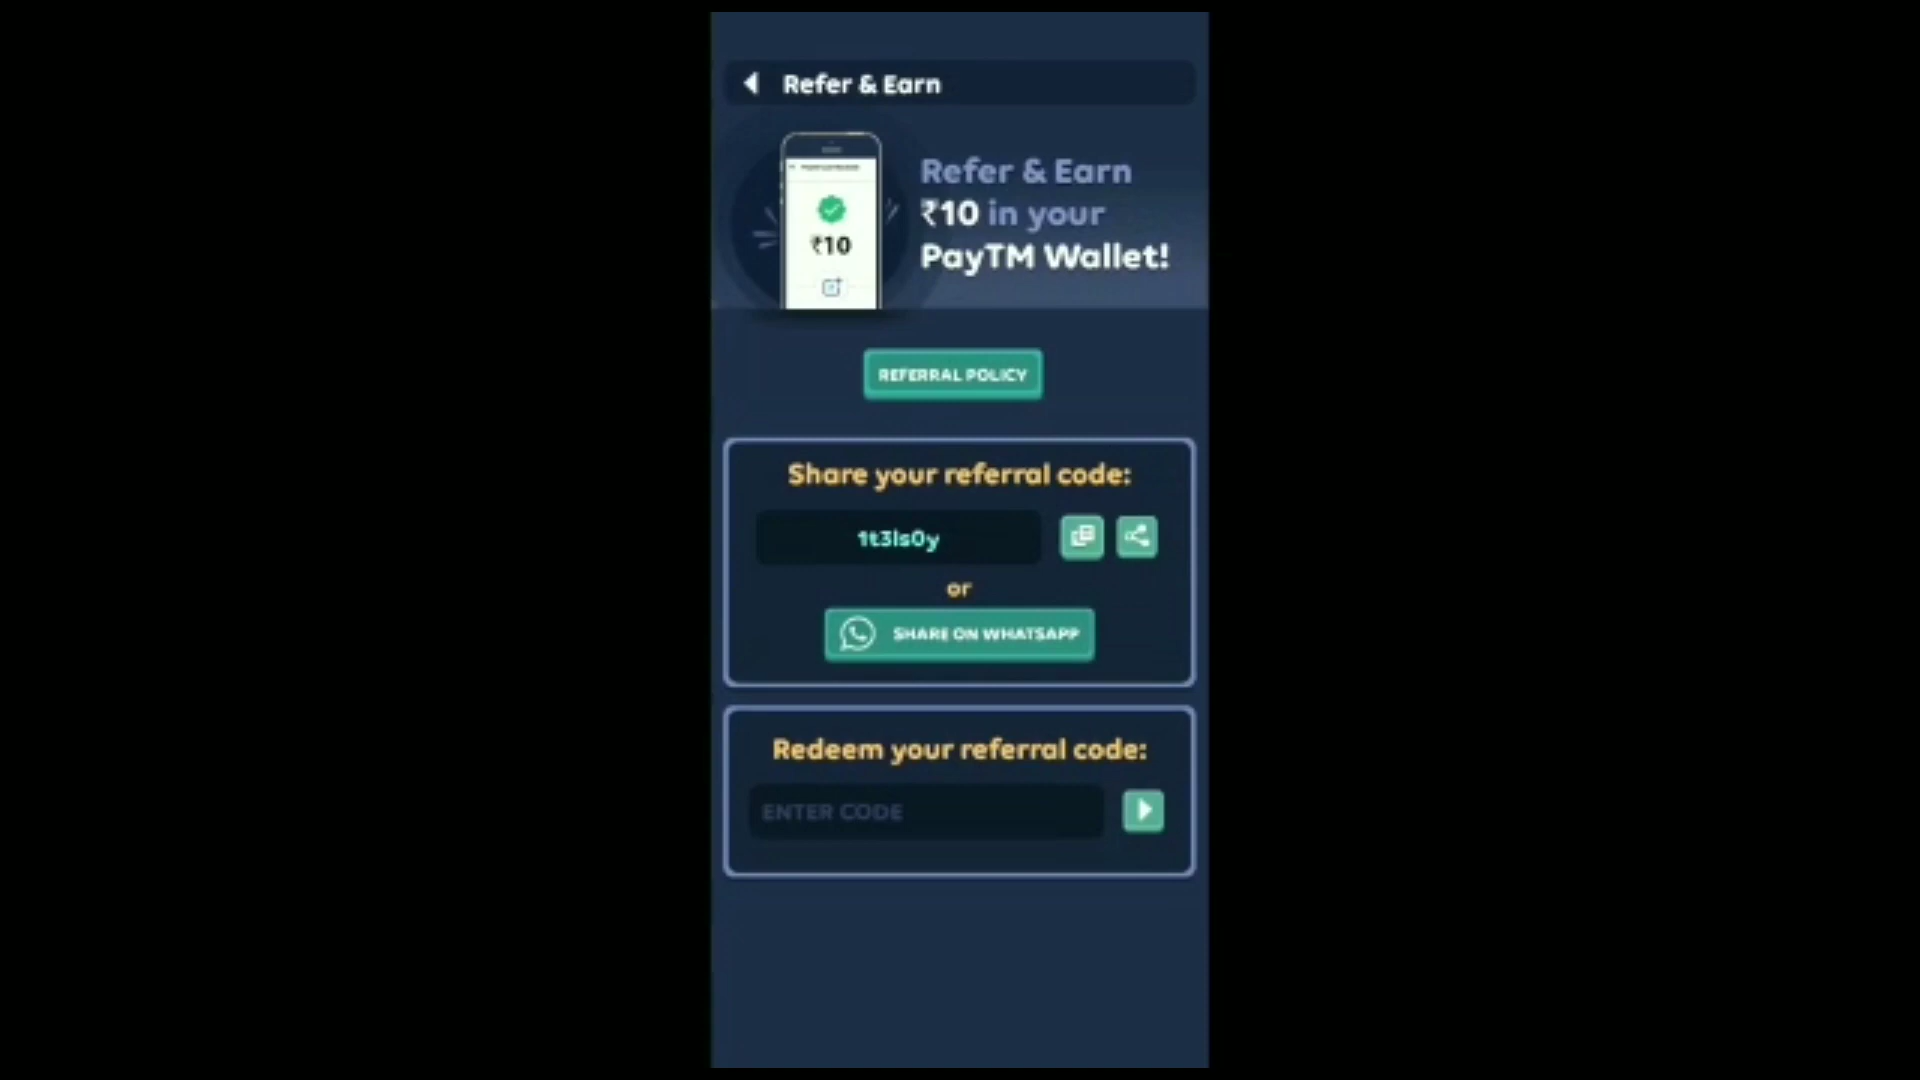 Refer & Earn
₹10
Refer & Earn
₹10 in your
PayTM Wallet!
REFERRAL POLICY
Share your referral code:
1t3ls0y
or
SHARE ON WHATSAPP
Redeem your referral code:
ENTER CODE